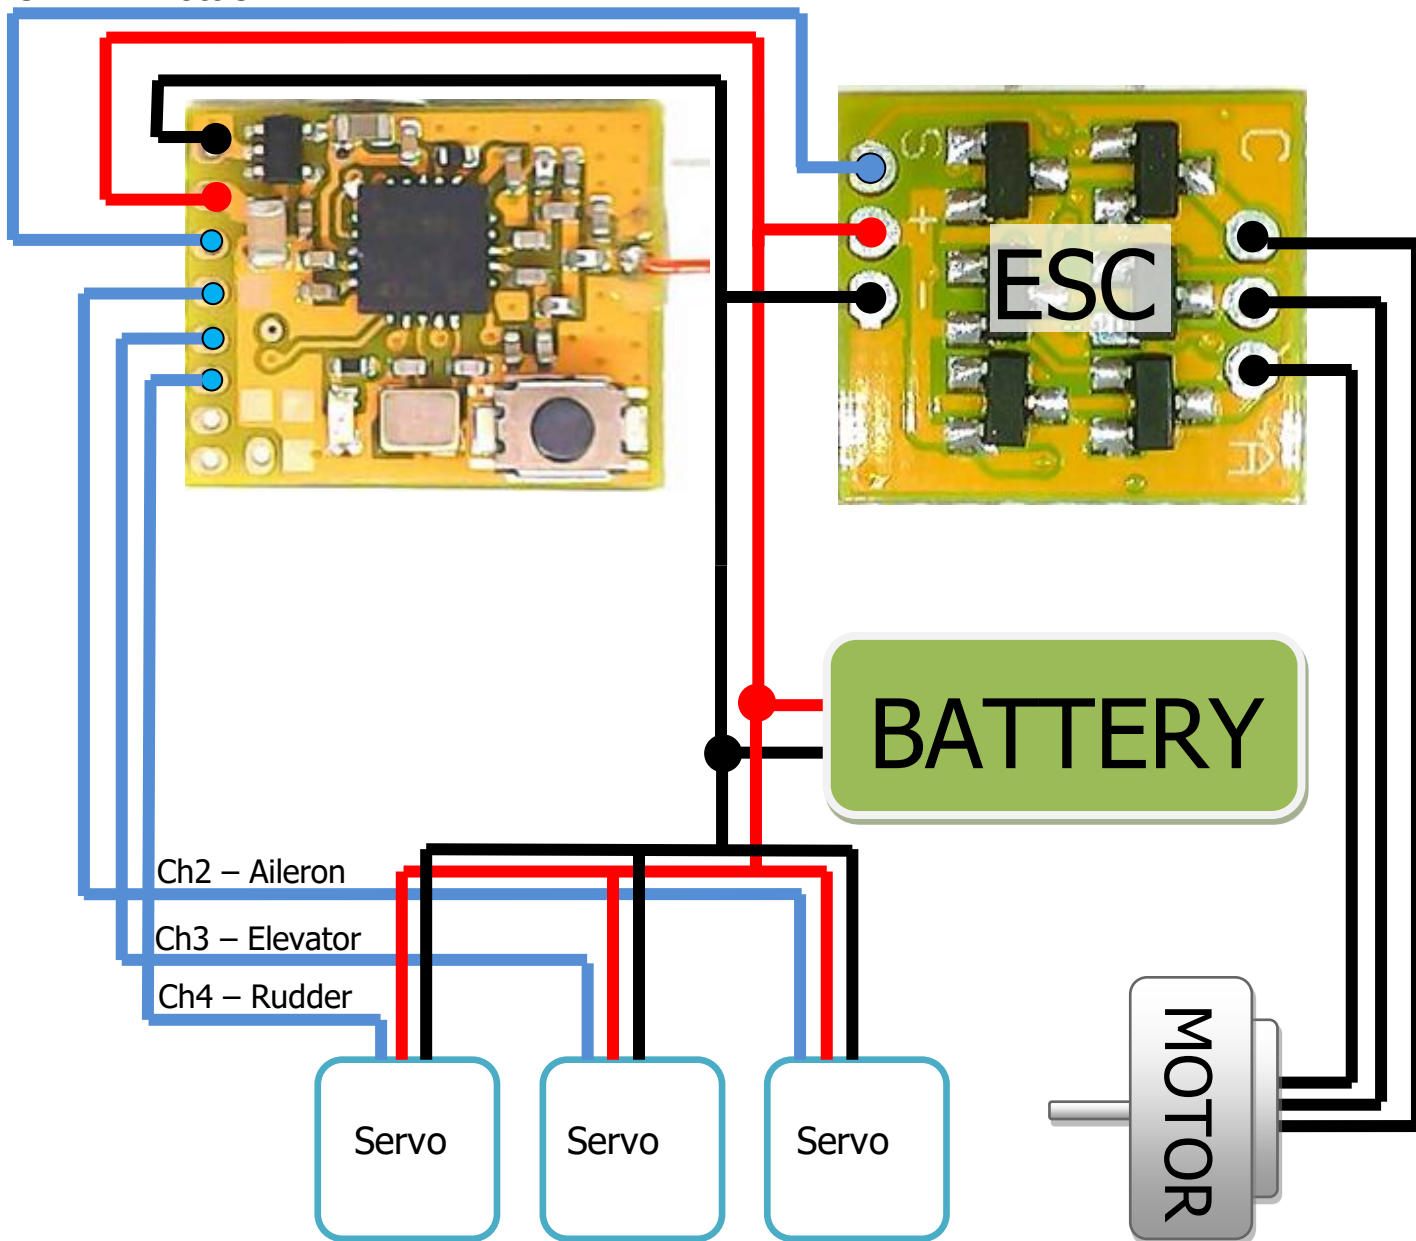 S
C
+
ESC
-
A
BATTERY
Ch2 – Aileron
Ch3 – Elevator
Ch4 – Rudder
Servo
Servo
Servo
MOTOR